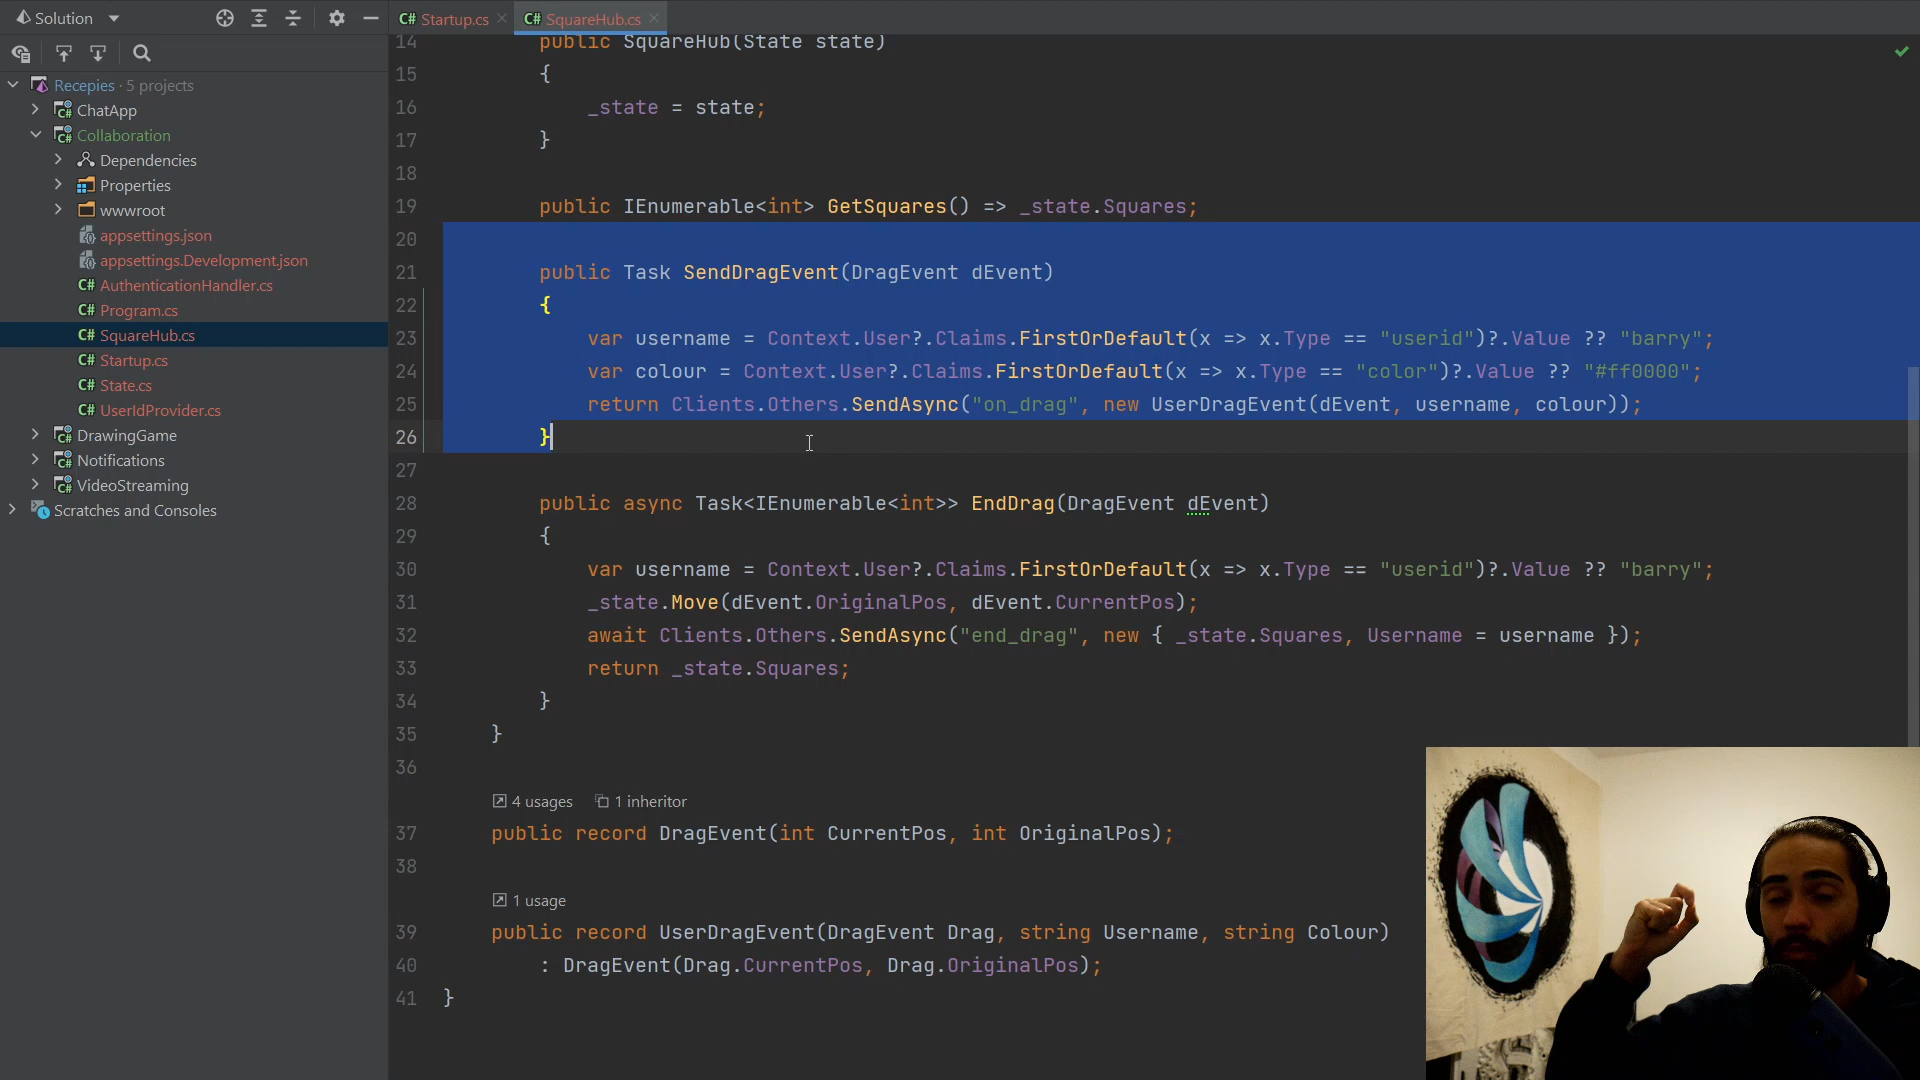 Solution
C# Startup.cs
C# SquareHub.cs
Recepies · 5 projects
C# ChatApp
C# Collaboration
Dependencies
Properties
wwwroot
appsettings.json
appsettings.Development.json
C# AuthenticationHandler.cs
C# Program.cs
C# SquareHub.cs
C# Startup.cs
C# State.cs
C# UserIdProvider.cs
C# DrawingGame
C# Notifications
C# VideoStreaming
Scratches and Consoles
14 public SquareHub(State state)
15 {
16 _state = state;
17 }
18
19 public IEnumerable<int> GetSquares() => _state.Squares;
20
21 public Task SendDragEvent(DragEvent dEvent)
22 {
23 var username = Context.User?.Claims.FirstOrDefault(x => x.Type == "userid")?.Value ?? "barry";
24 var colour = Context.User?.Claims.FirstOrDefault(x => x.Type == "color")?.Value ?? "#ff0000";
25 return Clients.Others.SendAsync("on_drag", new UserDragEvent(dEvent, username, colour));
26 }
27
28 public async Task<IEnumerable<int>> EndDrag(DragEvent dEvent)
29 {
30 var username = Context.User?.Claims.FirstOrDefault(x => x.Type == "userid")?.Value ?? "barry";
31 _state.Move(dEvent.OriginalPos, dEvent.CurrentPos);
32 await Clients.Others.SendAsync("end_drag", new { _state.Squares, Username = username });
33 return _state.Squares;
34 }
35 }
36
4 usages 1 inheritor
37 public record DragEvent(int CurrentPos, int OriginalPos);
38
1 usage
39 public record UserDragEvent(DragEvent Drag, string Username, string Colour)
40 : DragEvent(Drag.CurrentPos, Drag.OriginalPos);
41 }